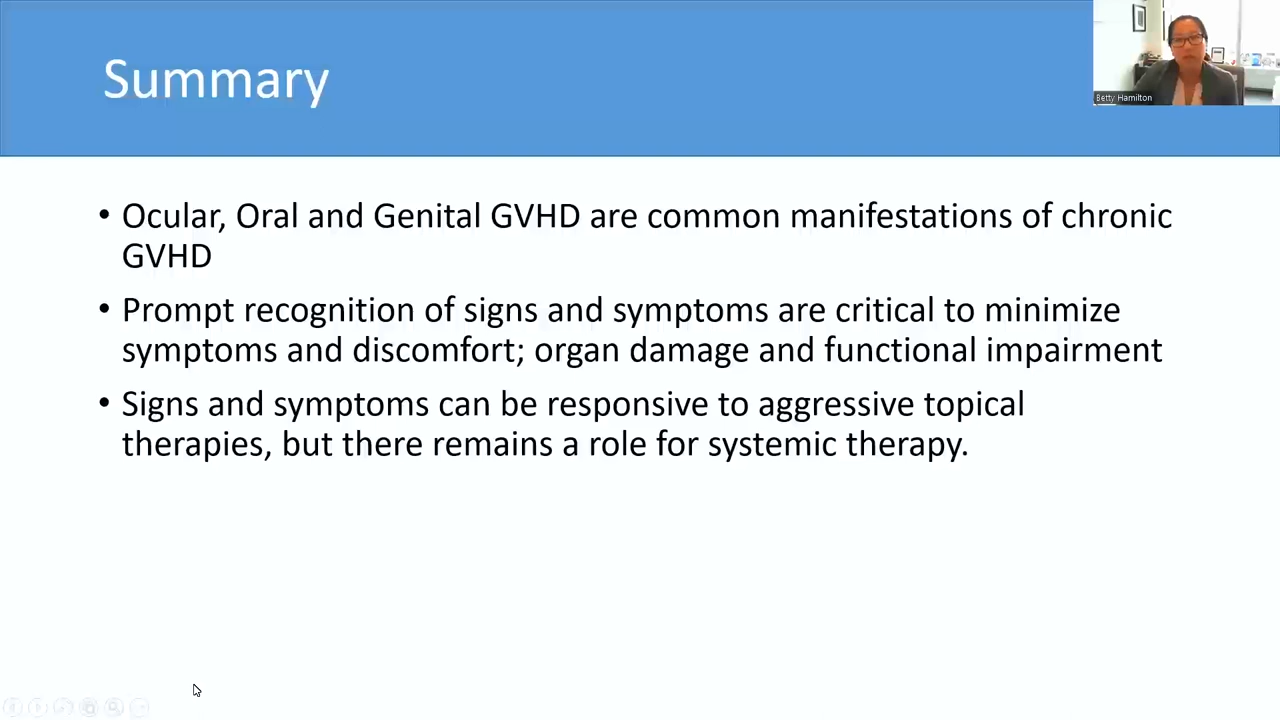 Summary
Betty Hamilton
• Ocular, Oral and Genital GVHD are common manifestations of chronic
GVHD
• Prompt recognition of signs and symptoms are critical to minimize
symptoms and discomfort; organ damage and functional impairment
• Signs and symptoms can be responsive to aggressive topical
therapies, but there remains a role for systemic therapy.